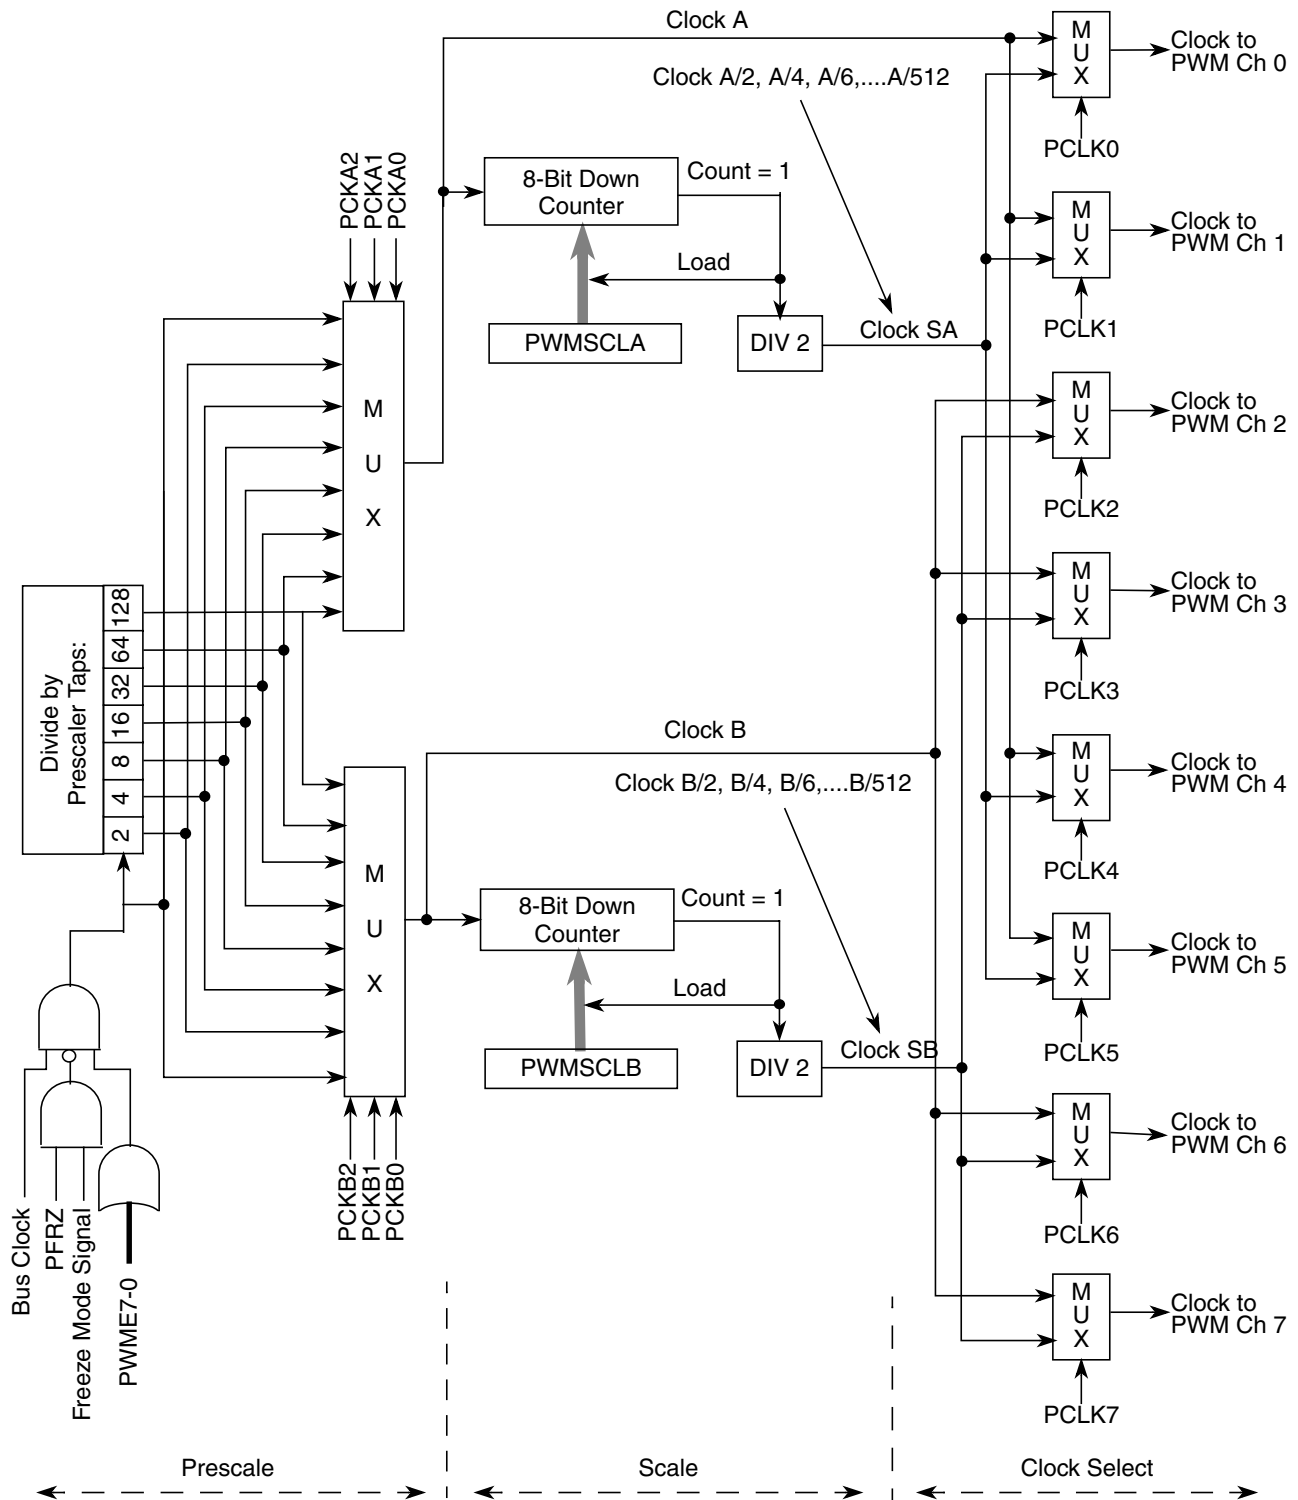 Clock A
Clock A/2, A/4, A/6,....A/512
PCKA2
PCKA1
PCKA0
8-Bit Down
Counter
Count = 1
Load
PWMSCLA
DIV 2
Clock SA
M
U
X
Divide by
Prescaler Taps:
128
64
32
16
8
4
2
Clock B
Clock B/2, B/4, B/6,....B/512
M
U
X
8-Bit Down
Counter
Count = 1
Load
PWMSCLB
DIV 2
Clock SB
PCKB2
PCKB1
PCKB0
Bus Clock
PFRZ
Freeze Mode Signal
PWME7-0
M
U
X
Clock to
PWM Ch 0
PCLK0
M
U
X
Clock to
PWM Ch 1
PCLK1
M
U
X
Clock to
PWM Ch 2
PCLK2
M
U
X
Clock to
PWM Ch 3
PCLK3
M
U
X
Clock to
PWM Ch 4
PCLK4
M
U
X
Clock to
PWM Ch 5
PCLK5
M
U
X
Clock to
PWM Ch 6
PCLK6
M
U
X
Clock to
PWM Ch 7
PCLK7
Prescale
Scale
Clock Select